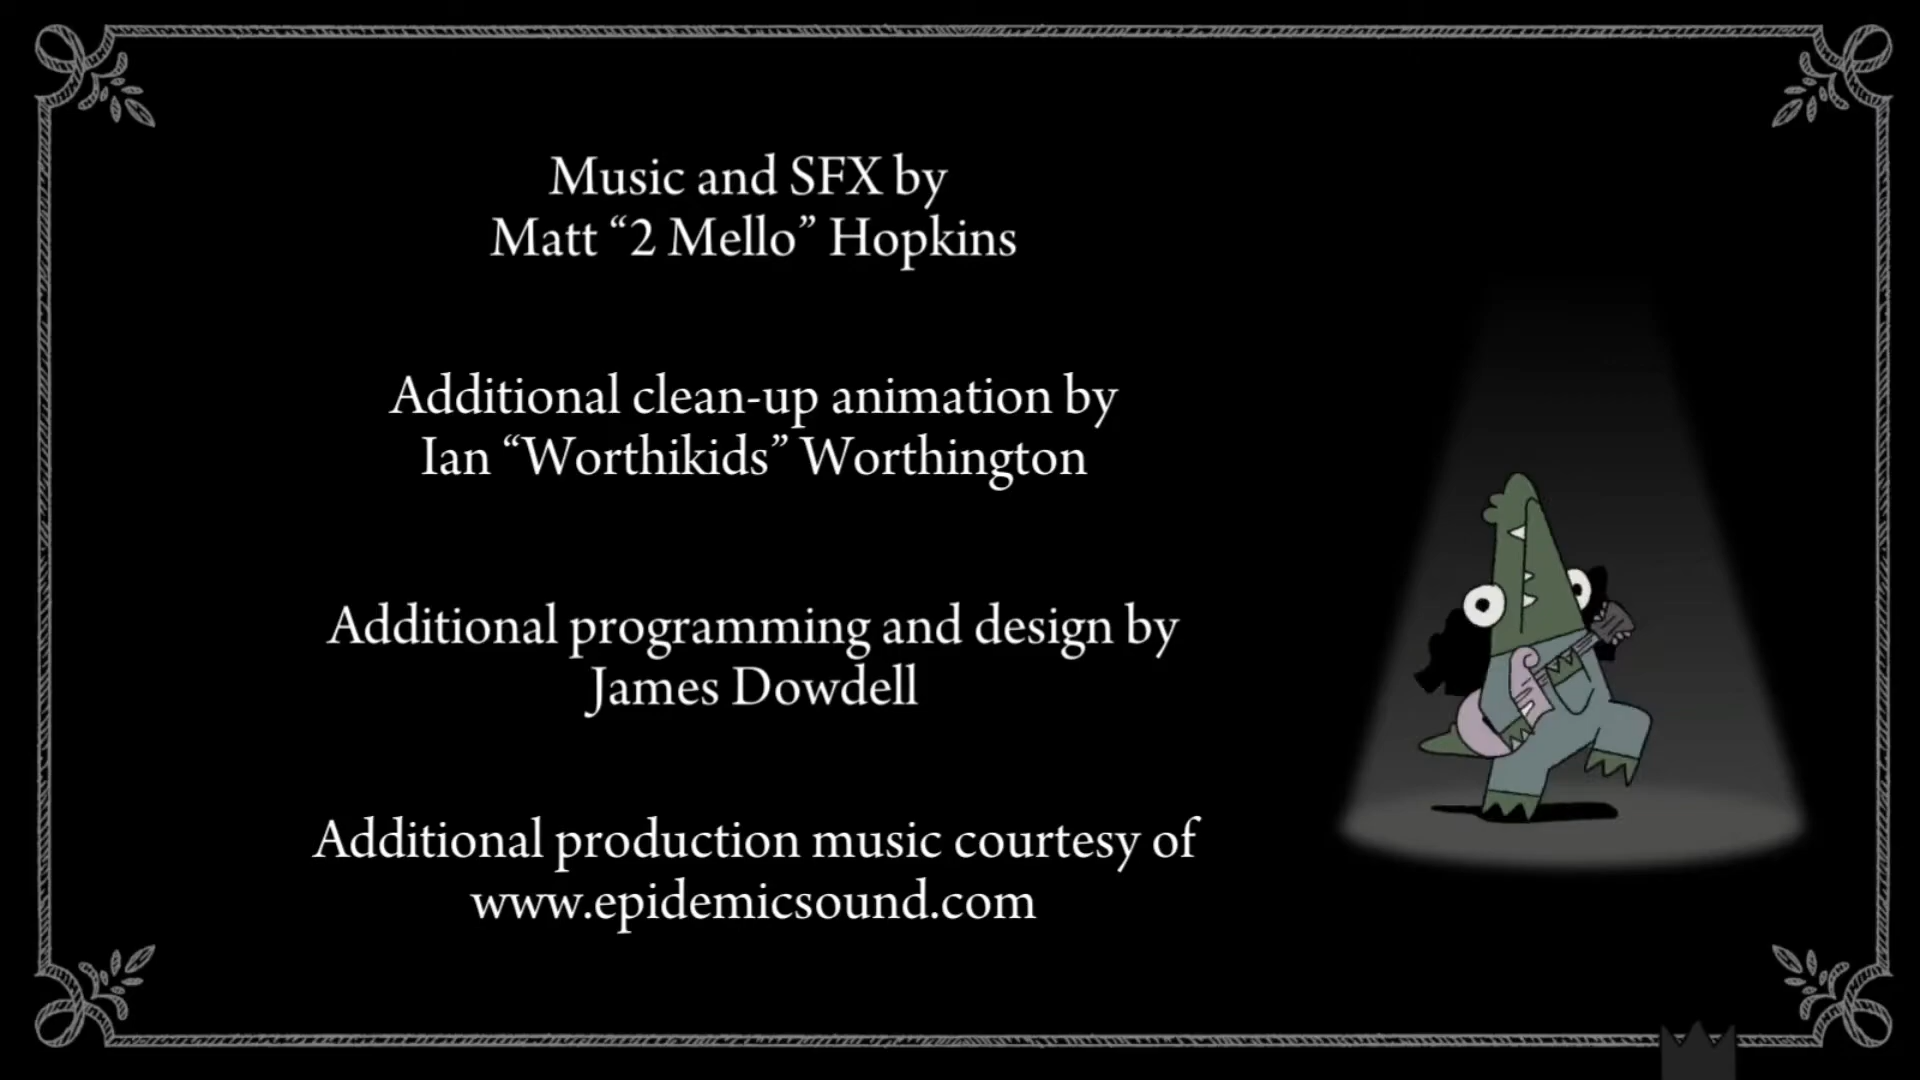 Music and SFX by
Matt “2 Mello” Hopkins
Additional clean-up animation by
Ian “Worthikids” Worthington
Additional programming and design by
James Dowdell
Additional production music courtesy of
www.epidemicsound.com